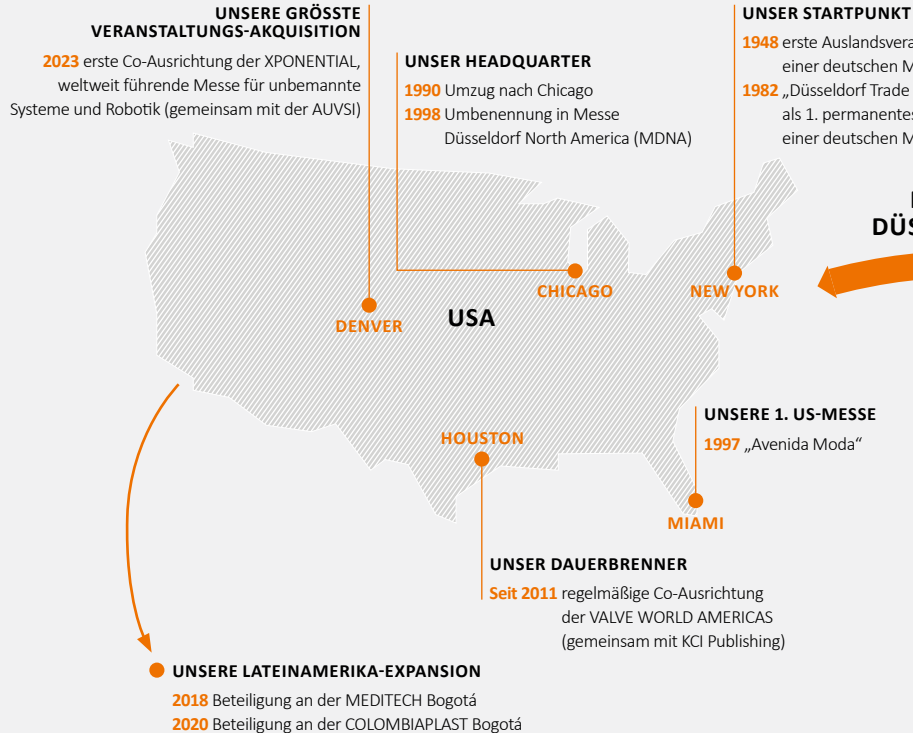 UNSERE GRÖSSTE
VERANSTALTUNGS-AKQUISITION
2023 erste Co-Ausrichtung der XPONENTIAL,
weltweit führende Messe für unbemannte
Systeme und Robotik (gemeinsam mit der AUVSI)
UNSER HEADQUARTER
1990 Umzug nach Chicago
1998 Umbenennung in Messe
Düsseldorf North America (MDNA)
UNSER STARTPUNKT
1948 erste
einer deutschen
1982 „Düsseldorf Trade
als 1.
einer deutschen
CHICAGO
NEW YORK
DENVER
USA
UNSERE 1. US-MESSE
1997 „Avenida Moda“
HOUSTON
MIAMI
UNSER DAUERBRENNER
Seit 2011 regelmäßige Co-Ausrichtung
der VALVE WORLD AMERICAS
(gemeinsam mit KCI Publishing)
UNSERE LATEINAMERIKA-EXPANSION
2018 Beteiligung an der MEDITECH Bogotá
2020 Beteiligung an der COLOMBIAPLAST Bogotá